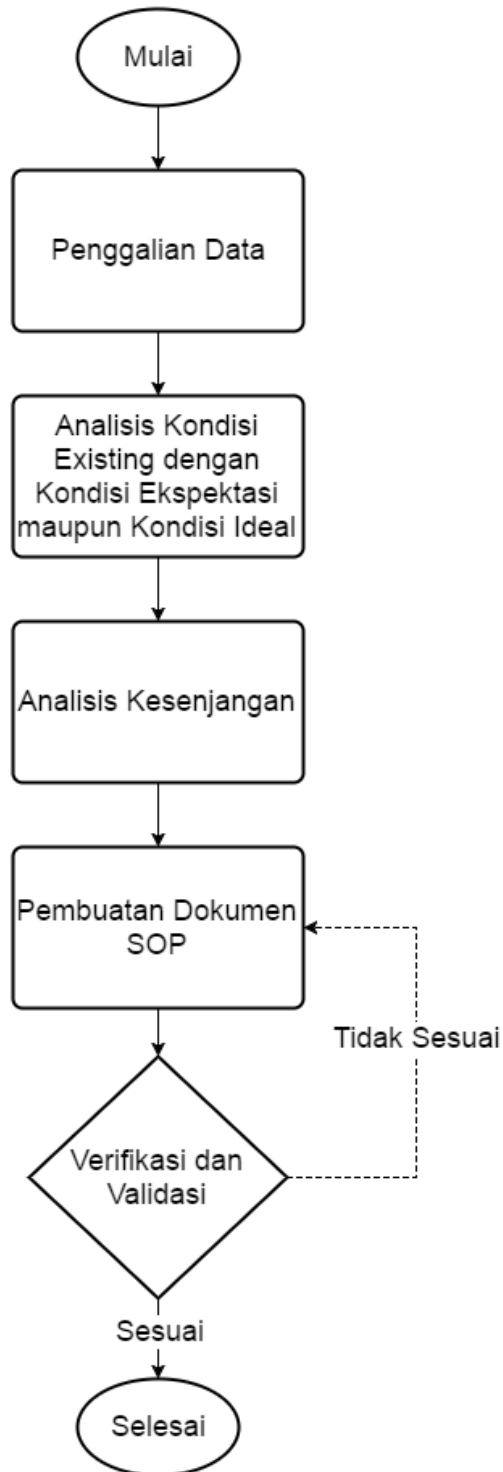 Mulai
Penggalian Data
Analisis Kondisi
Existing dengan
Kondisi Ekspektasi
maupun Kondisi Ideal
Analisis Kesenjangan
Pembuatan Dokumen
SOP
Tidak Sesuai
Verifikasi dan
Validasi
Sesuai
Selesai